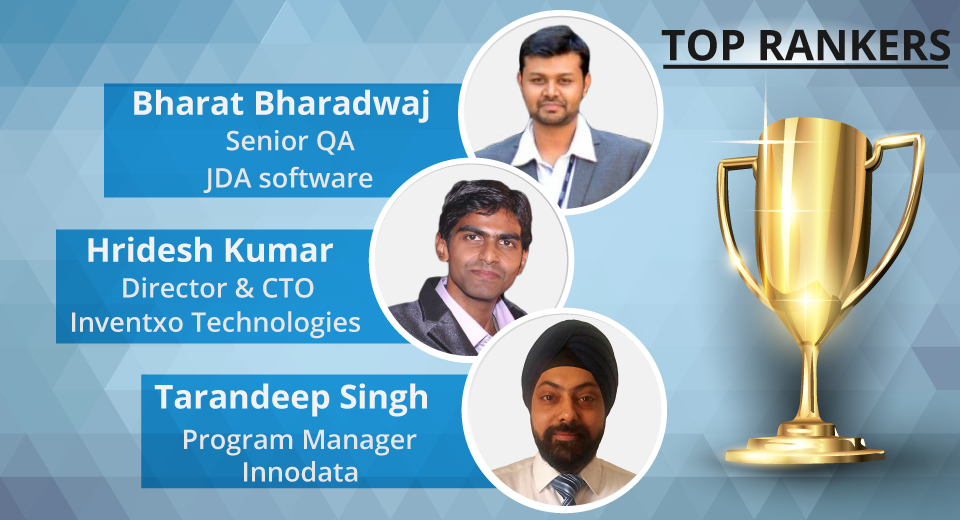 TOP RANKERS
Bharat Bharadwaj
Senior QA
JDA software
Hridesh Kumar
Director & CTO
Inventxo Technologies
Tarandeep Singh
Program Manager
Innodata